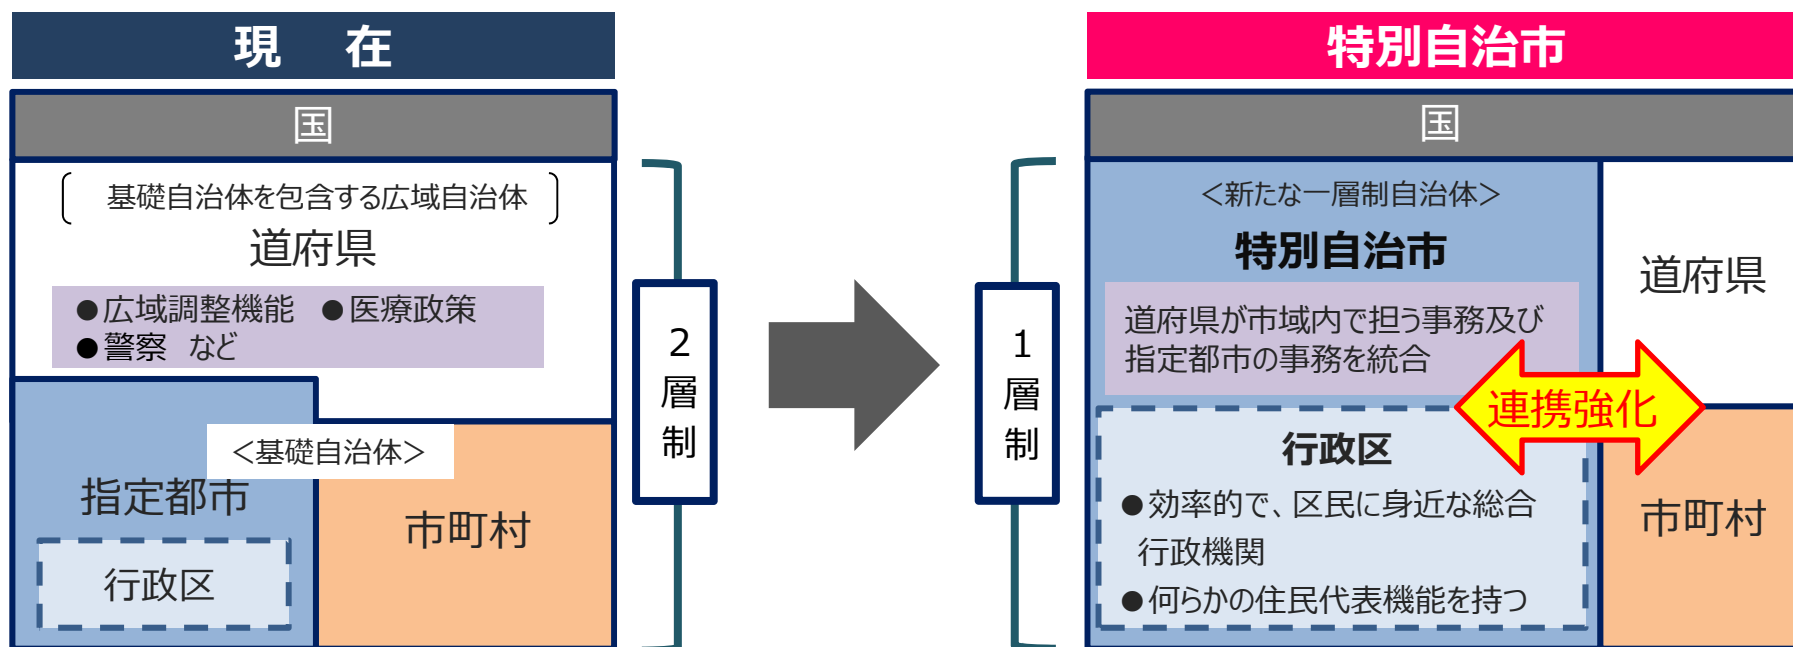 現 在
国
基礎自治体を包含する広域自治体
道府県
●広域調整機能 ●医療政策
●警察 など
<基礎自治体>
指定都市
行政区
市町村
2層制
特別自治市
国
1層制
<新たな一層制自治体>
特別自治市
道府県が市域内で担う事務及び
指定都市の事務を統合
連携強化
行政区
●効率的で、区民に身近な総合
行政機関
●何らかの住民代表機能を持つ
道府県
市町村